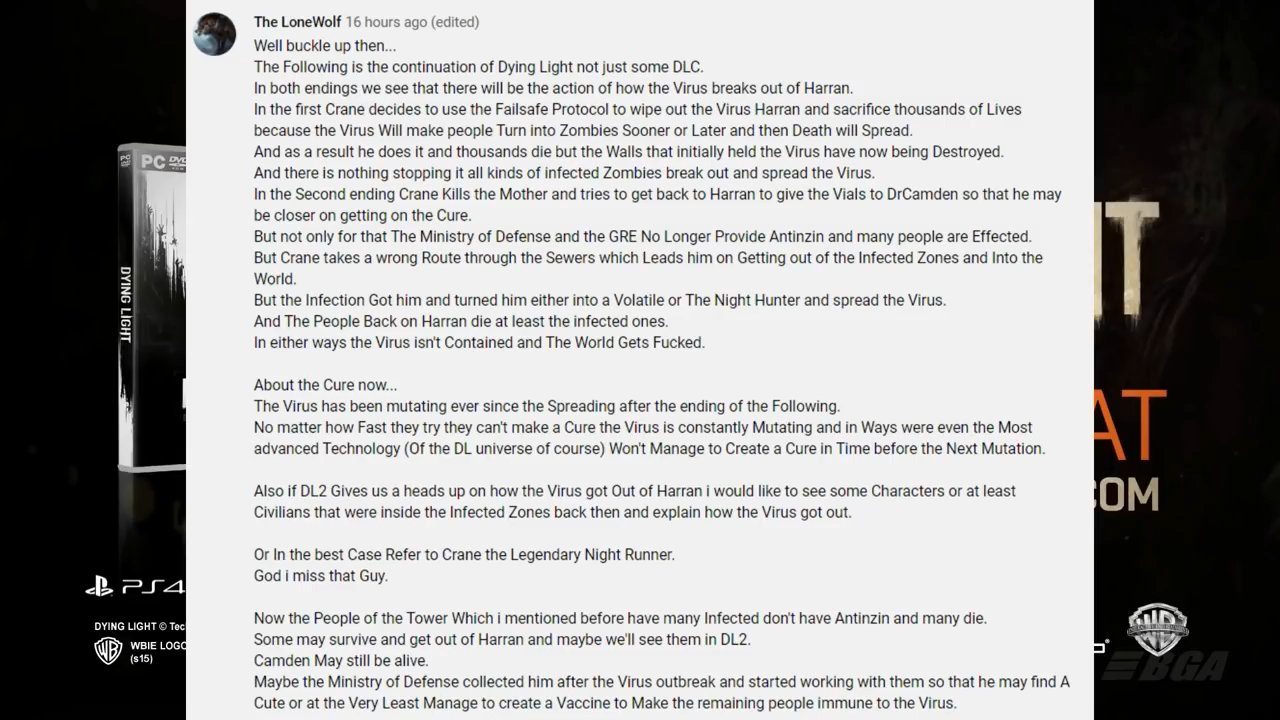 The LoneWolf 16 hours ago (edited)
Well buckle up then...
The Following is the continuation of Dying Light not just some DLC.
In both endings we see that there will be the action of how the Virus breaks out of Harran.
In the first Crane decides to use the Failsafe Protocol to wipe out the Virus Harran and sacrifice thousands of Lives
because the Virus Will make people Turn into Zombies Sooner or Later and then Death will Spread.
And as a result he does it and thousands die but the Walls that initially held the Virus have now being Destroyed.
And there is nothing stopping it all kinds of infected Zombies break out and spread the Virus.
In the Second ending Crane Kills the Mother and tries to get back to Harran to give the Vials to DrCamden so that he may
be closer on getting on the Cure.
But not only for that The Ministry of Defense and the GRE No Longer Provide Antinzin and many people are Effected.
But Crane takes a wrong Route through the Sewers which Leads him on Getting out of the Infected Zones and Into the
World.
But the Infection Got him and turned him either into a Volatile or The Night Hunter and spread the Virus.
And The People Back on Harran die at least the infected ones.
In either ways the Virus isn't Contained and The World Gets Fucked.
About the Cure now...
The Virus has been mutating ever since the Spreading after the ending of the Following.
No matter how Fast they try they can't make a Cure the Virus is constantly Mutating and in Ways were even the Most
advanced Technology (Of the DL universe of course) Won't Manage to Create a Cure in Time before the Next Mutation.
Also if DL2 Gives us a heads up on how the Virus got Out of Harran i would like to see some Characters or at least
Civilians that were inside the Infected Zones back then and explain how the Virus got out.
Or In the best Case Refer to Crane the Legendary Night Runner.
God i miss that Guy.
Now the People of the Tower Which i mentioned before have many Infected don't have Antinzin and many die.
Some may survive and get out of Harran and maybe we'll see them in DL2.
Camden May still be alive.
Maybe the Ministry of Defense collected him after the Virus outbreak and started working with them so that he may find A
Cute or at the Very Least Manage to create a Vaccine to Make the remaining people immune to the Virus.
PC DVD
DYING LIGHT
PS4
DYING LIGHT © Tec
WBIE LOGO
(s15)
HT
AT
COM
BGA